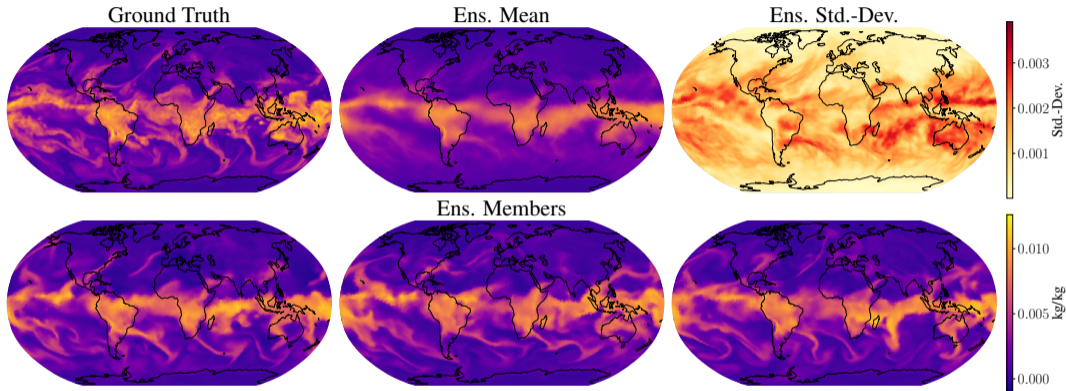 Ground Truth
Ens. Mean
Ens. Std.-Dev.
0.003
0.002
0.001
Std.-Dev.
Ens. Members
0.010
0.005
0.000
kg/kg